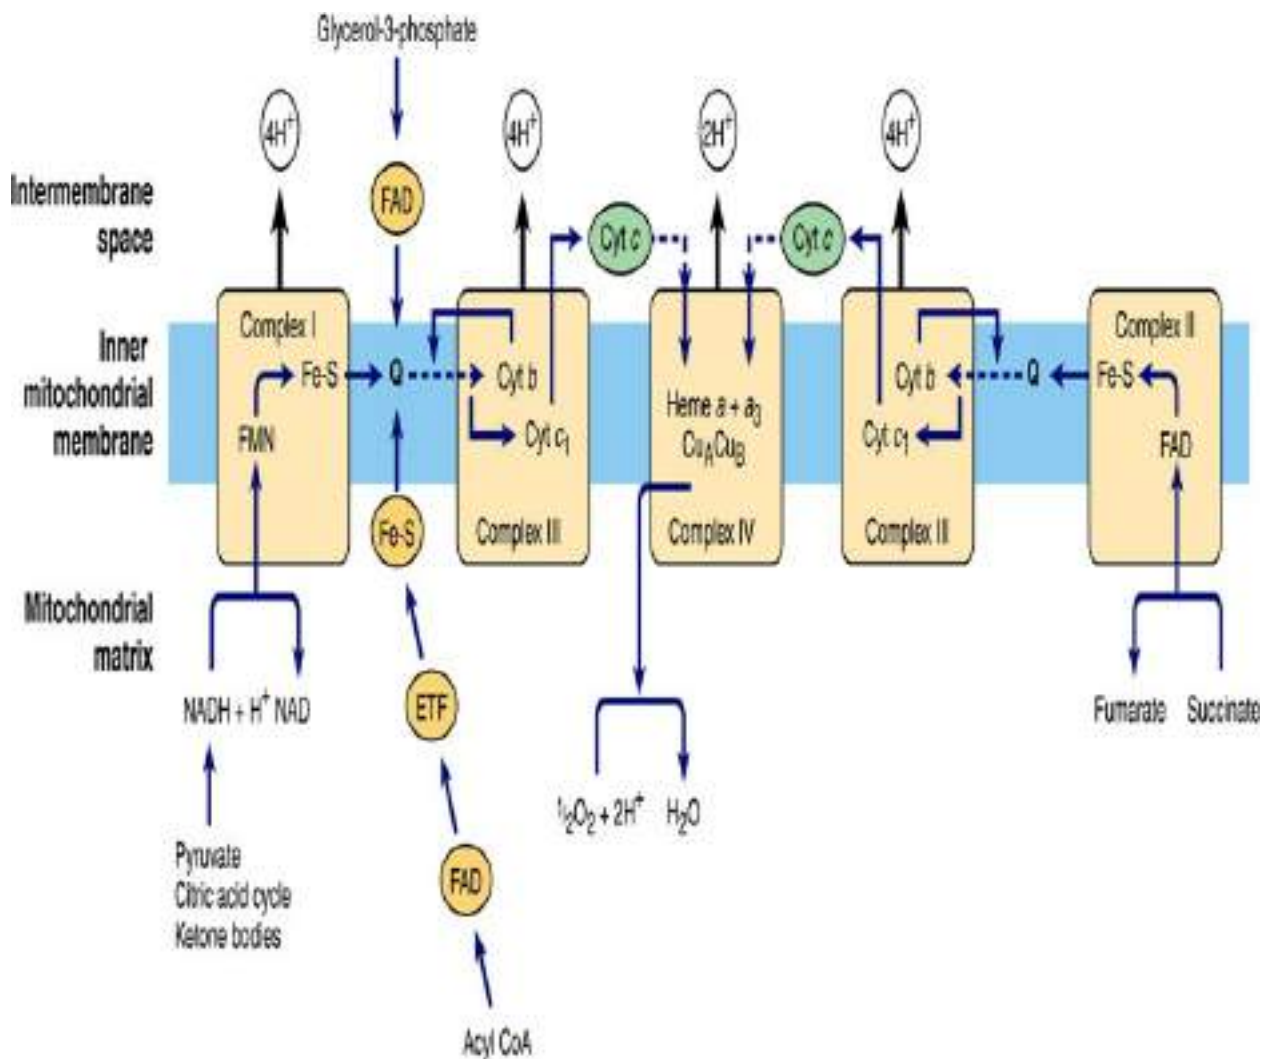 Glycerol-3-phosphate
4H⁺
4H⁺
2H⁺
4H⁺
Intermembrane
space
FAD
Cyt c
Cyt c
Inner
mitochondrial
membrane
Complex I
Fe-S
FMN
Q
Cyt b
Cyt c₁
Complex III
Heme a + a₃
Cu_ACu_B
Complex IV
Cyt b
Cyt c₁
Complex III
Q
Complex II
Fe-S
FAD
Fe-S
Mitochondrial
matrix
NADH + H⁺ NAD
ETF
Fumarate Succinate
½O₂ + 2H⁺ H₂O
Pyruvate
Citric acid cycle
Ketone bodies
FAD
Acyl CoA